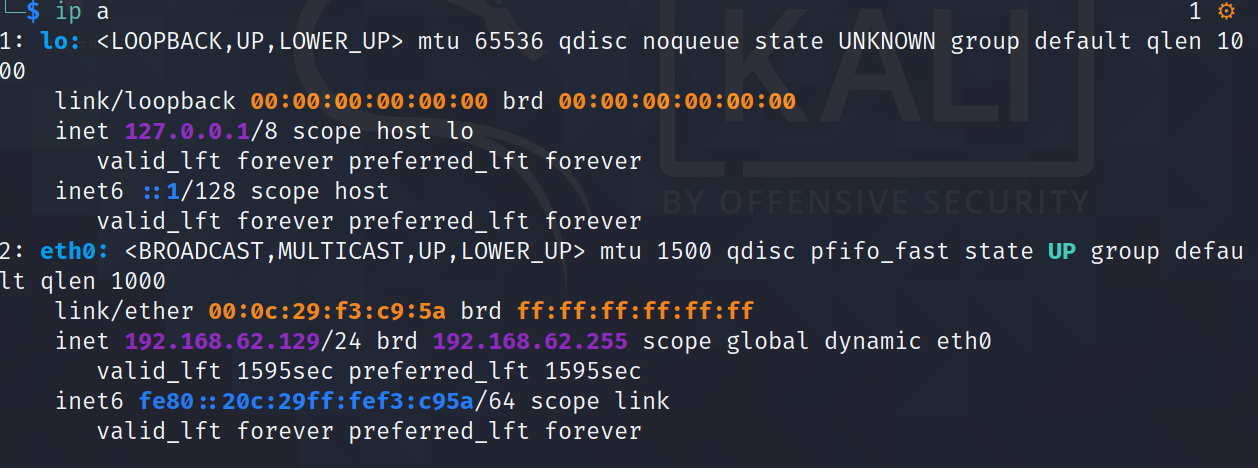 └─$ ip a 1 ⚙
1: lo: <LOOPBACK,UP,LOWER_UP> mtu 65536 qdisc noqueue state UNKNOWN group default qlen 10
00
link/loopback 00:00:00:00:00:00 brd 00:00:00:00:00:00
inet 127.0.0.1/8 scope host lo
valid_lft forever preferred_lft forever
inet6 ::1/128 scope host
valid_lft forever preferred_lft forever
2: eth0: <BROADCAST,MULTICAST,UP,LOWER_UP> mtu 1500 qdisc pfifo_fast state UP group defau
lt qlen 1000
link/ether 00:0c:29:f3:c9:5a brd ff:ff:ff:ff:ff:ff
inet 192.168.62.129/24 brd 192.168.62.255 scope global dynamic eth0
valid_lft 1595sec preferred_lft 1595sec
inet6 fe80::20c:29ff:fef3:c95a/64 scope link
valid_lft forever preferred_lft forever
KALI
BY OFFENSIVE SECURITY